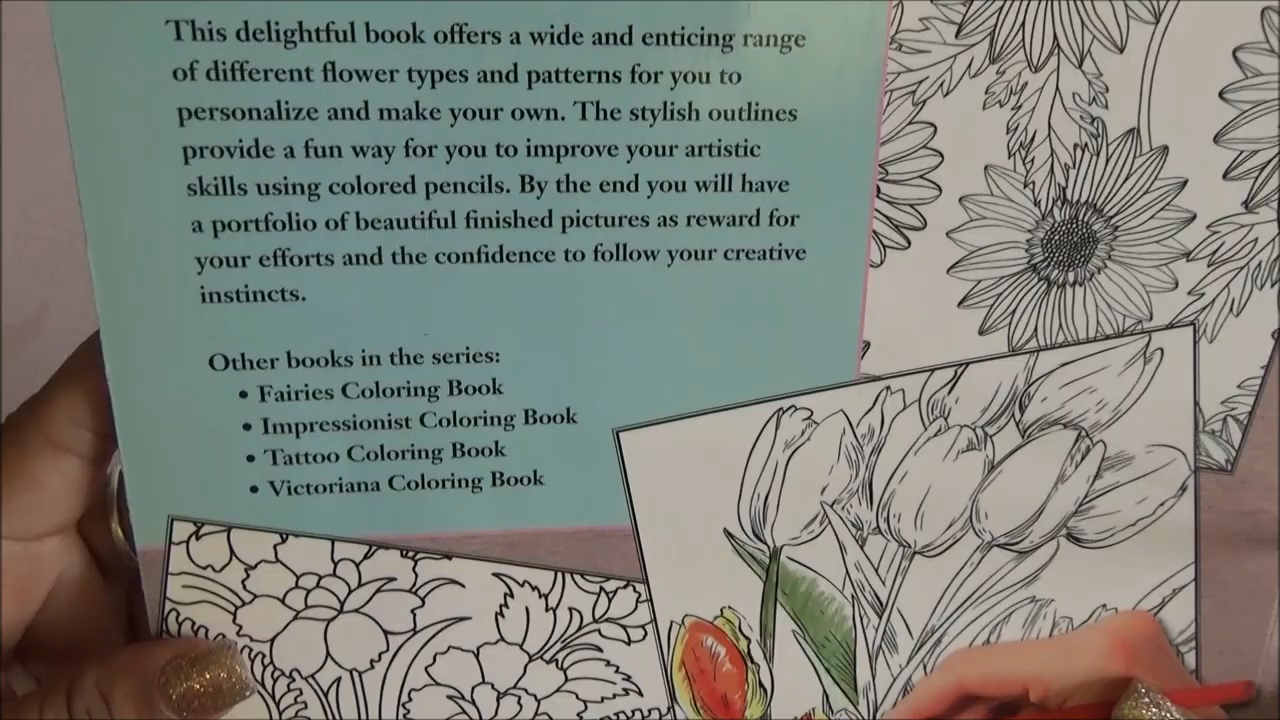 This delightful book offers a wide and enticing range
of different flower types and patterns for you to
personalize and make your own. The stylish outlines
provide a fun way for you to improve your artistic
skills using colored pencils. By the end you will have
a portfolio of beautiful finished pictures as reward for
your efforts and the confidence to follow your creative
instincts.
Other books in the series:
• Fairies Coloring Book
• Impressionist Coloring Book
• Tattoo Coloring Book
• Victoriana Coloring Book